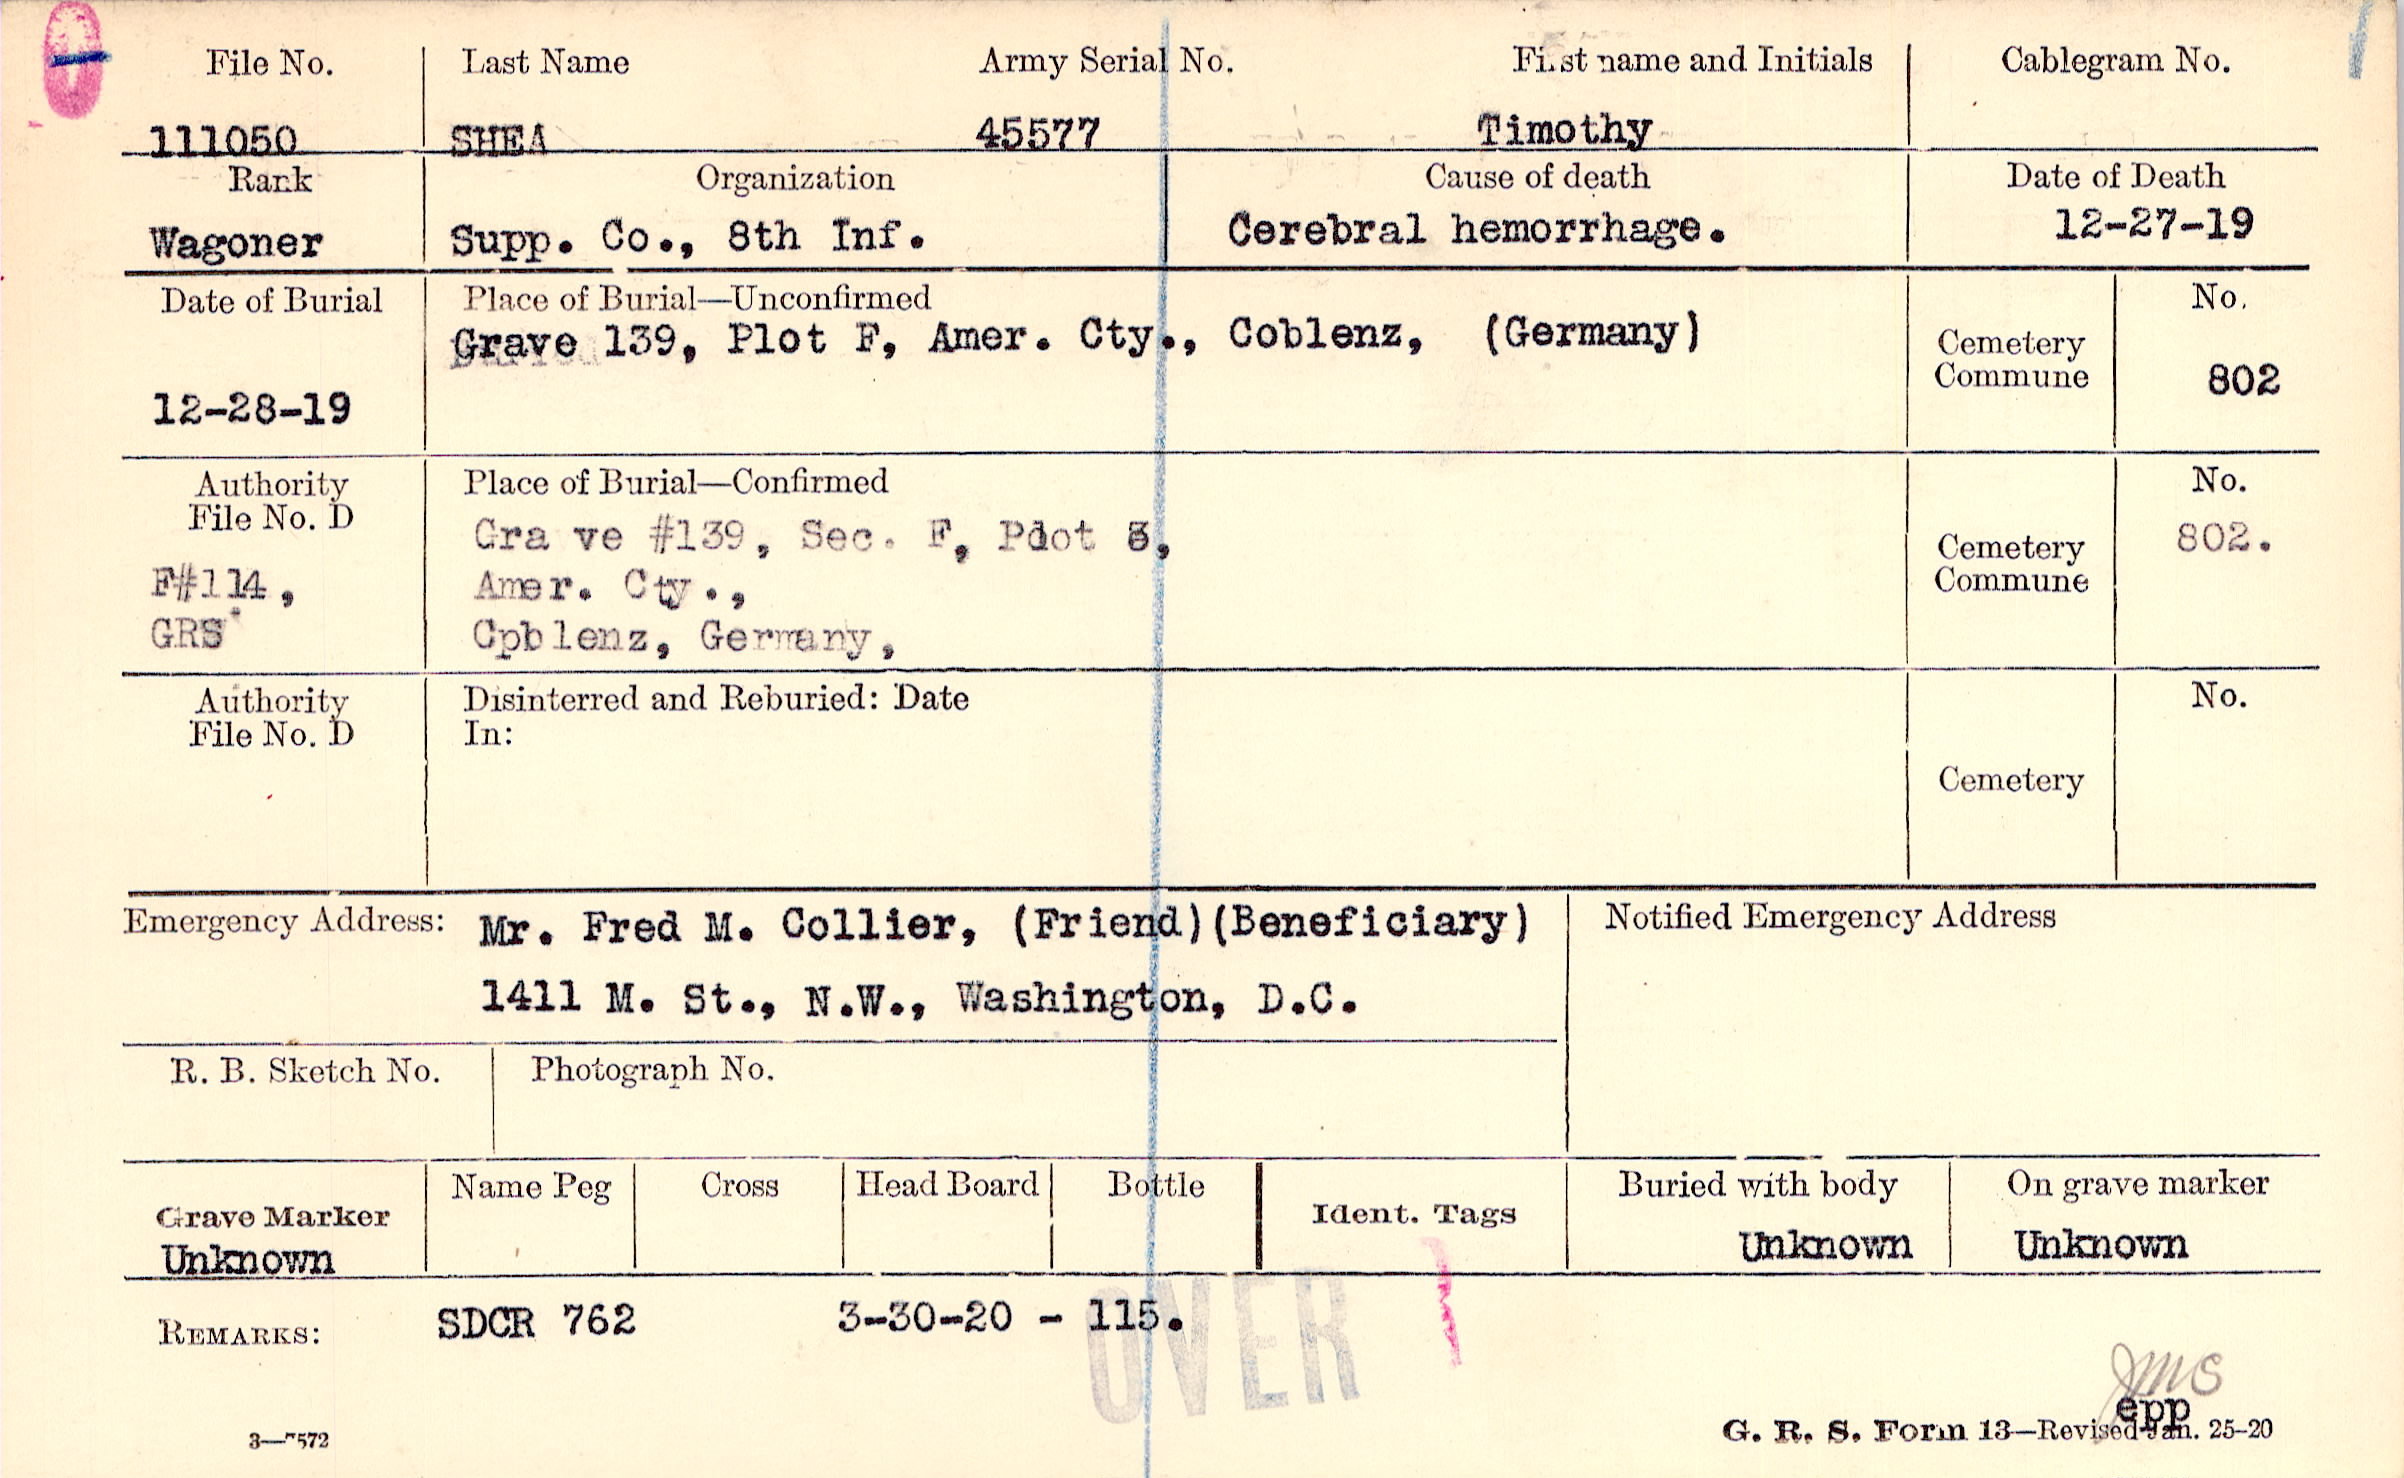 File No. Last Name Army Serial No. First name and Initials Cablegram No.
111050 SHEA 45577 Timothy
Rank Organization Cause of death Date of Death
Wagoner Supp. Co., 8th Inf. Cerebral hemorrhage. 12-27-19
Date of Burial Place of Burial—Unconfirmed No.
Grave 139, Plot F, Amer. Cty., Coblenz, (Germany)
Cemetery
Commune 802
12-28-19
Authority Place of Burial—Confirmed No.
File No. D
Gra ve #139, Sec. F, Pdot 3, 802.
Cemetery
Commune
F#114, Amer. Cty.,
GRS Cpblenz, Germany,
Authority Disinterred and Reburied: Date No.
File No. D In:
Cemetery
Emergency Address: Mr. Fred M. Collier, (Friend)(Beneficiary) Notified Emergency Address
1411 M. St., N.W., Washington, D.C.
R. B. Sketch No. Photograph No.
Name Peg Cross Head Board Bottle Buried with body On grave marker
Grave Marker Ident. Tags
Unknown Unknown Unknown
REMARKS: SDCR 762 3-30-20 - 115.
OVER
JMS
epp
3—7572 G. R. S. Form 13—Revised Jan. 25-20